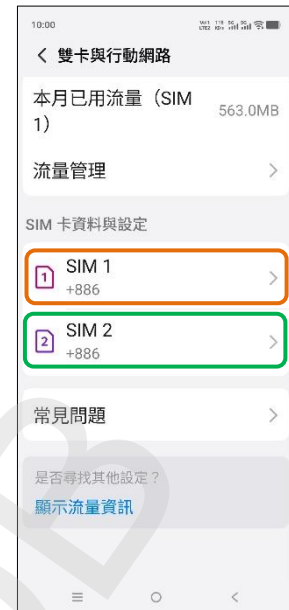 10:00
雙卡與行動網路
本月已用流量（SIM
1） 563.0MB
流量管理
SIM 卡資料與設定
1 SIM 1
+886
2 SIM 2
+886
常見問題
是否尋找其他設定？
顯示流量資訊